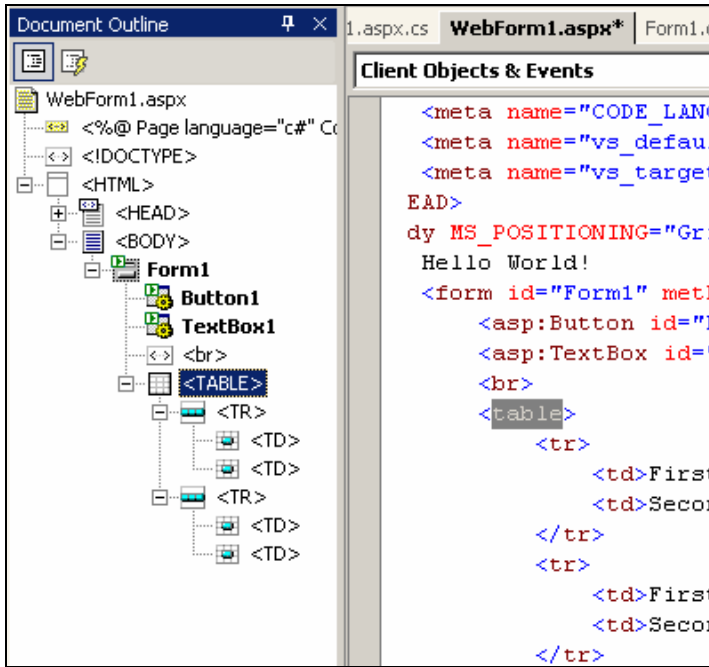 Document Outline
WebForm1.aspx
<%@ Page language="c#"
<!DOCTYPE>
<HTML>
<HEAD>
<BODY>
Form1
Button1
TextBox1
<br>
<TABLE>
<TR>
<TD>
<TD>
<TR>
<TD>
<TD>
1.aspx.cs WebForm1.aspx* Form1.
Client Objects & Events
<meta name="CODE_LANG
<meta name="vs_defau
<meta name="vs_target
EAD>
dy MS_POSITIONING="Gr
Hello World!
<form id="Form1" met
<asp:Button id="
<asp:TextBox id="
<br>
<table>
<tr>
<td>First
<td>Seco
</tr>
<tr>
<td>First
<td>Seco
</tr>